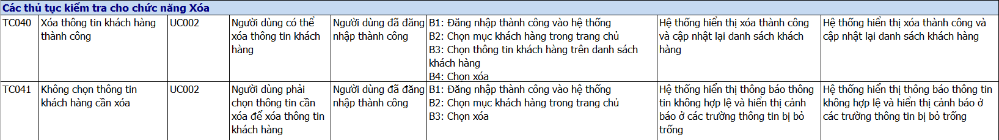 Các thủ tục kiểm tra cho chức năng Xóa
TC040
Xóa thông tin khách hàng
thành công
UC002
Người dùng có thể
xóa thông tin khách
hàng
Người dùng đã đăng
nhập thành công
B1: Đăng nhập thành công vào hệ thống
B2: Chọn mục khách hàng trong trang chủ
B3: Chọn thông tin khách hàng trên danh sách
khách hàng
B4: Chọn xóa
Hệ thống hiển thị xóa thành công
và cập nhật lại danh sách khách
hàng
Hệ thống hiển thị xóa thành công và
cập nhật lại danh sách khách hàng
TC041
Không chọn thông tin
khách hàng cần xóa
UC002
Người dùng phải
chọn thông tin cần
xóa để xóa thông tin
khách hàng
Người dùng đã đăng
nhập thành công
B1: Đăng nhập thành công vào hệ thống
B2: Chọn mục khách hàng trong trang chủ
B3: Chọn xóa
Hệ thống hiển thị thông báo thông
tin không hợp lệ và hiển thị cảnh
báo ở các trường thông tin bị bỏ
trống
Hệ thống hiển thị thông báo thông tin
không hợp lệ và hiển thị cảnh báo ở
các trường thông tin bị bỏ trống